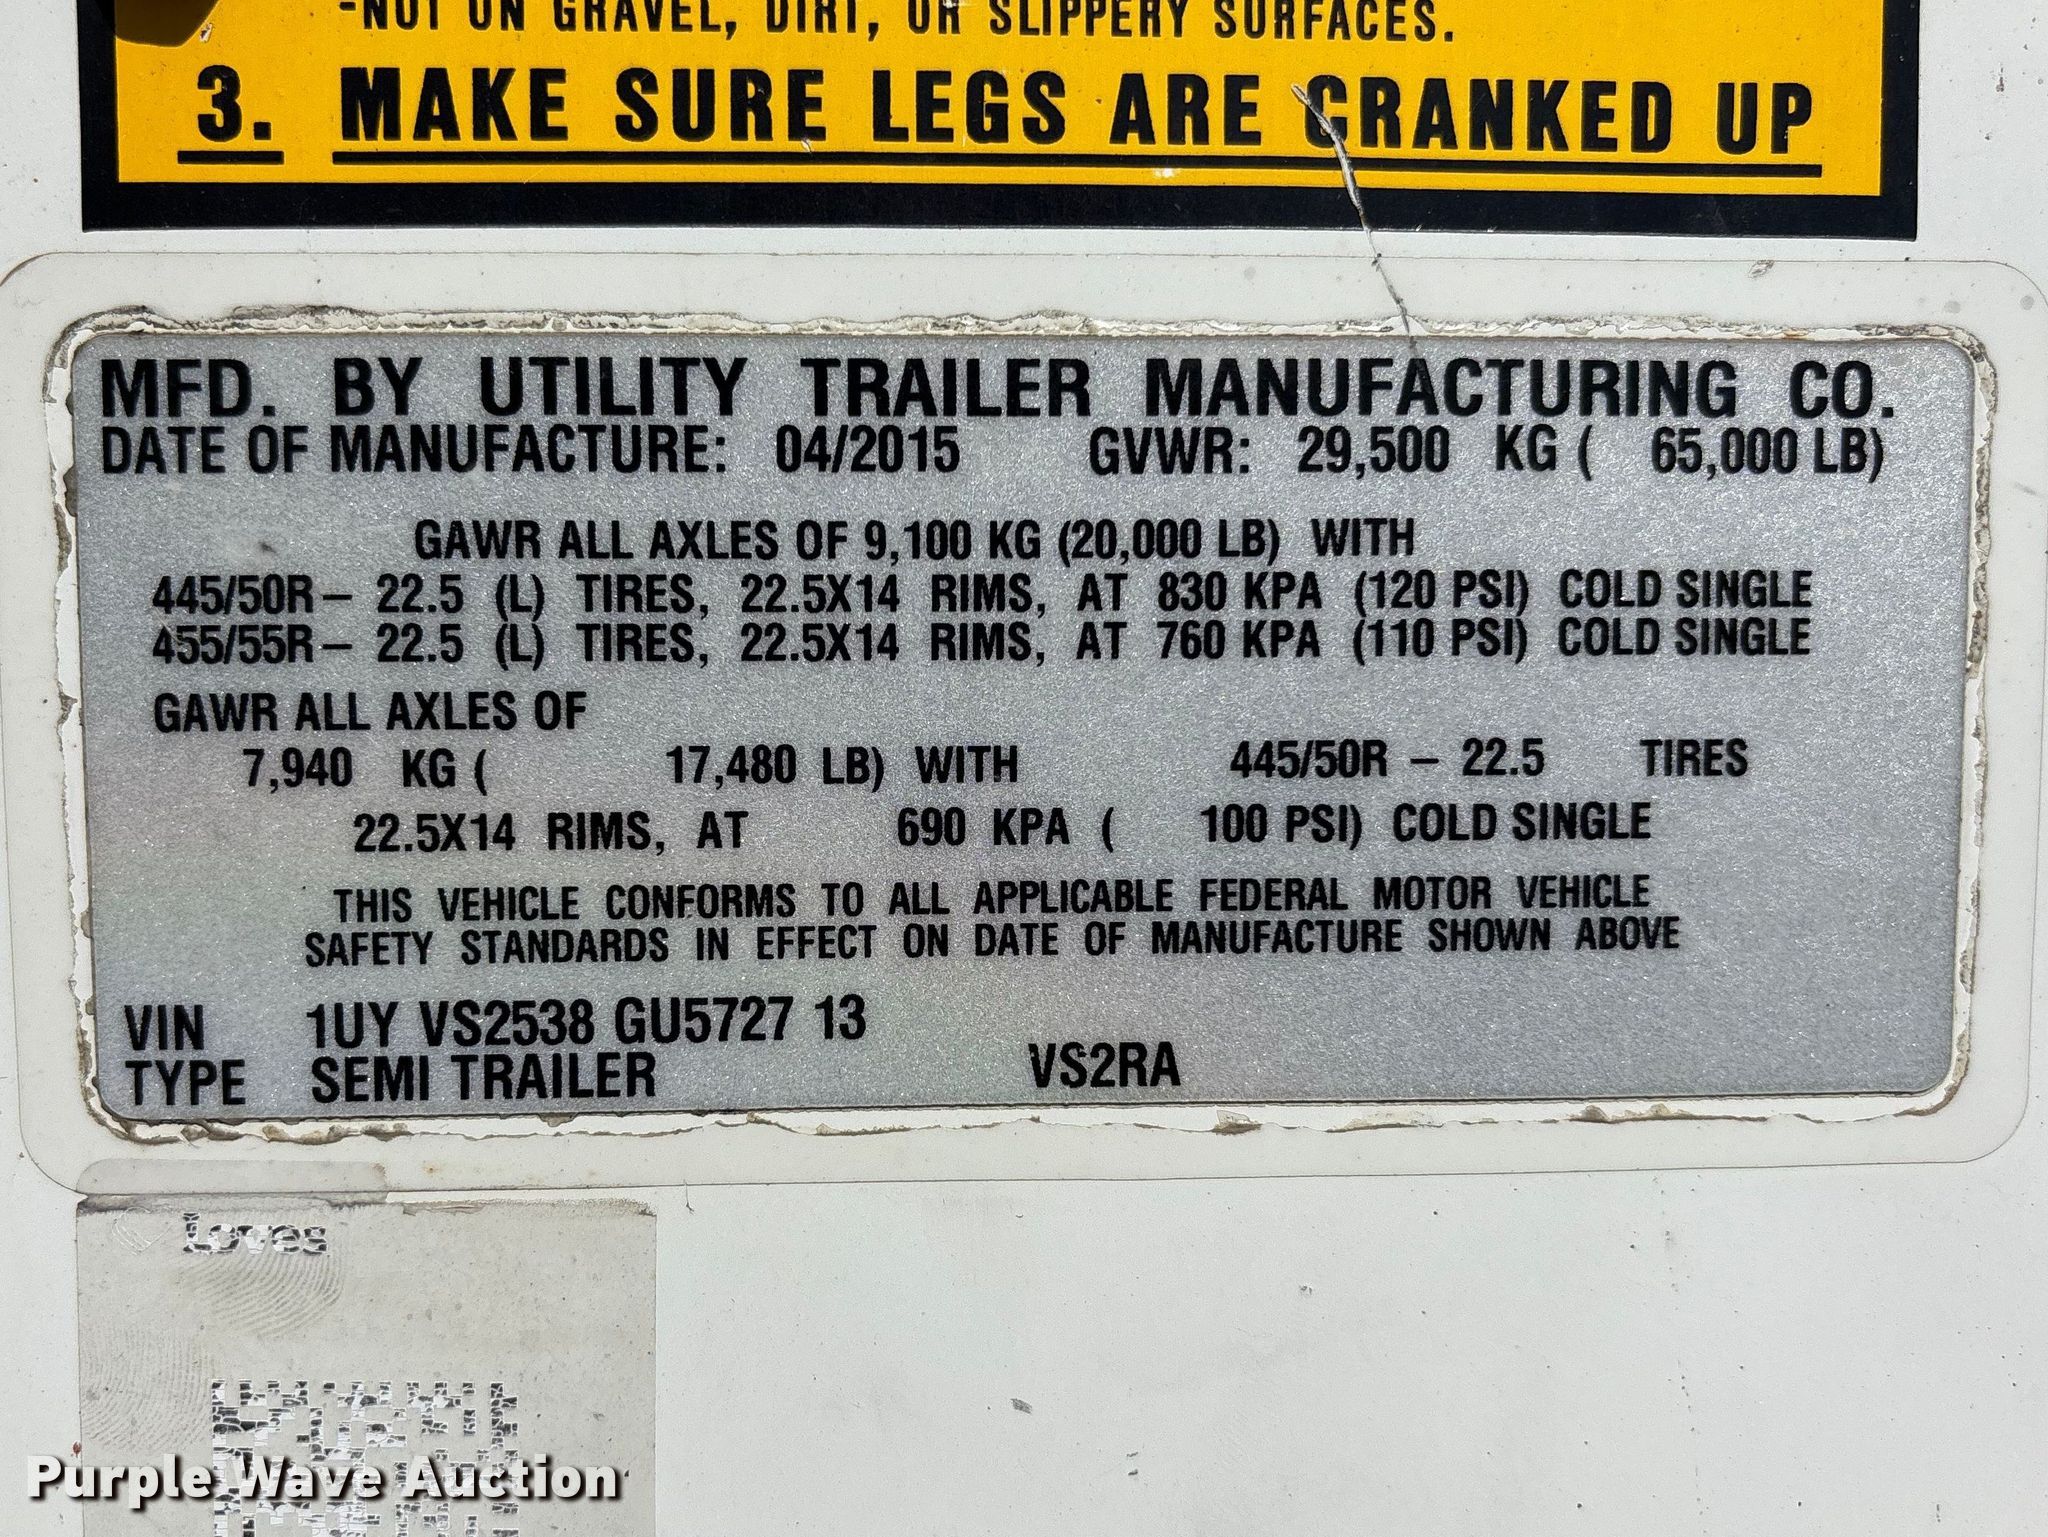 -NOT ON GRAVEL, DIRT, OR SLIPPERY SURFACES.
3. MAKE SURE LEGS ARE CRANKED UP
MFD. BY UTILITY TRAILER MANUFACTURING CO.
DATE OF MANUFACTURE: 04/2015 GVWR: 29,500 KG ( 65,000 LB)
GAWR ALL AXLES OF 9,100 KG (20,000 LB) WITH
445/50R – 22.5 (L) TIRES, 22.5X14 RIMS, AT 830 KPA (120 PSI) COLD SINGLE
455/55R – 22.5 (L) TIRES, 22.5X14 RIMS, AT 760 KPA (110 PSI) COLD SINGLE
GAWR ALL AXLES OF
7,940 KG ( 17,480 LB) WITH 445/50R – 22.5 TIRES
22.5X14 RIMS, AT 690 KPA ( 100 PSI) COLD SINGLE
THIS VEHICLE CONFORMS TO ALL APPLICABLE FEDERAL MOTOR VEHICLE
SAFETY STANDARDS IN EFFECT ON DATE OF MANUFACTURE SHOWN ABOVE
VIN 1UY VS2538 GU5727 13
TYPE SEMI TRAILER VS2RA
Loves
Purple Wave Auction